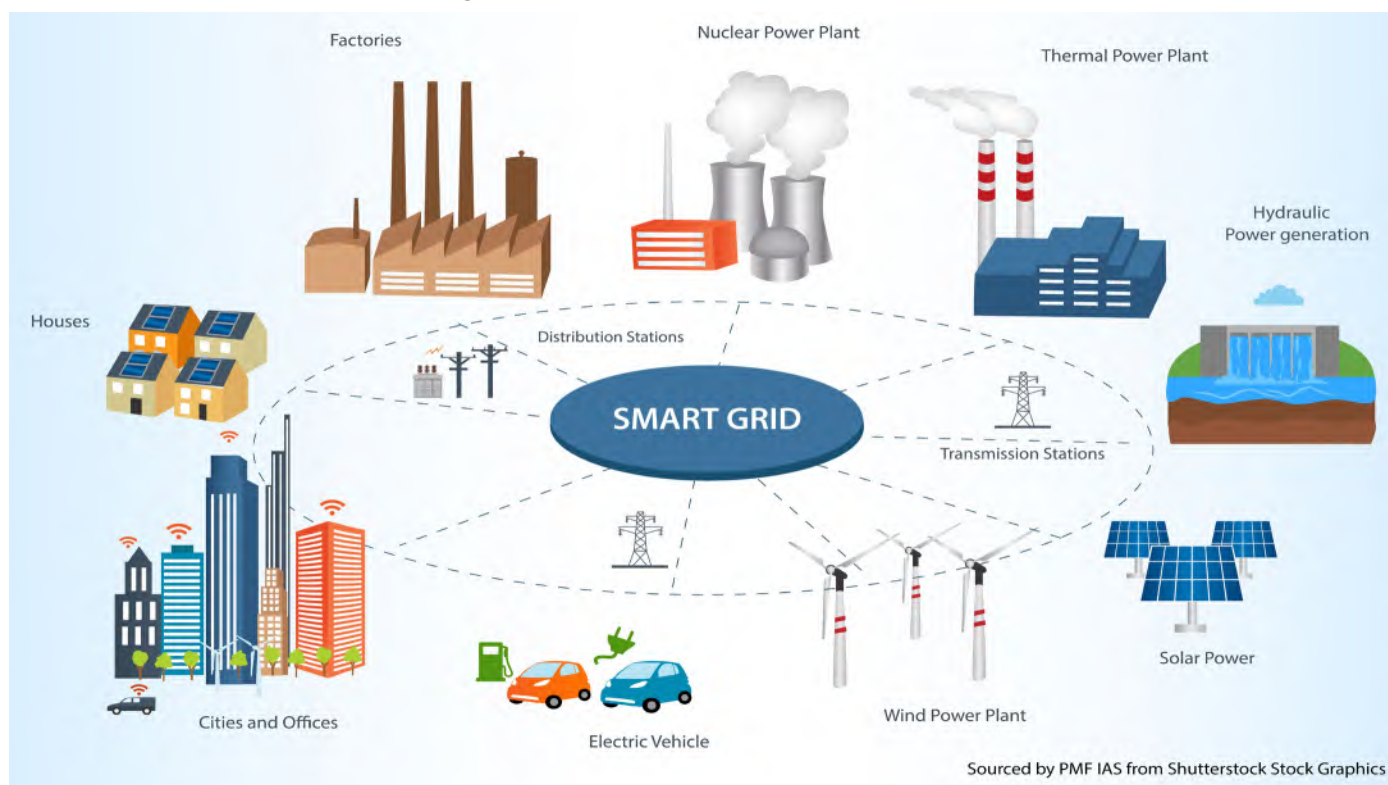 Factories
Nuclear Power Plant
Thermal Power Plant
Hydraulic
Power generation
Houses
Distribution Stations
SMART GRID
Transmission Stations
Solar Power
Wind Power Plant
Cities and Offices
Electric Vehicle
Sourced by PMF IAS from Shutterstock Stock Graphics